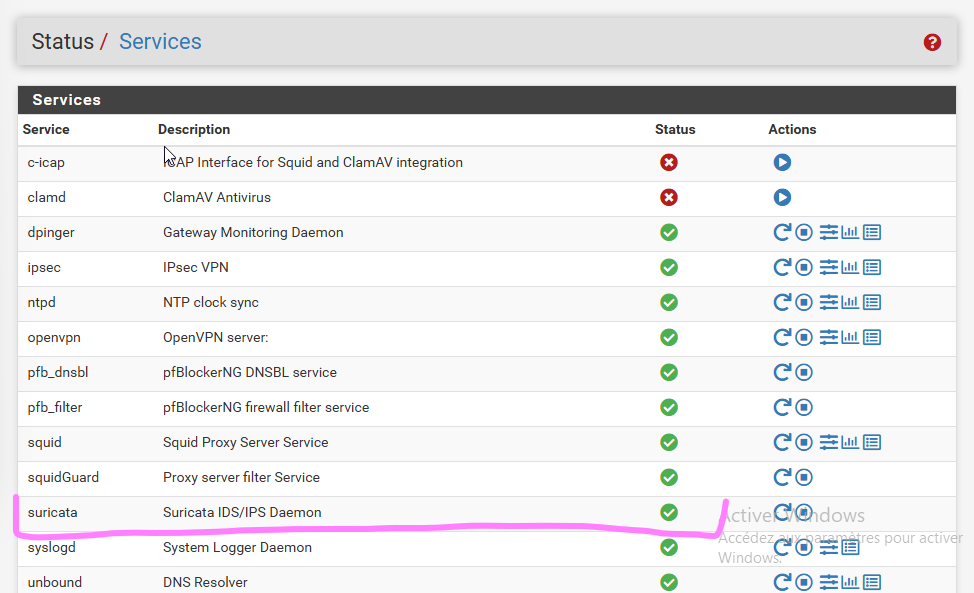 Status / Services
Services
Service Description Status Actions
c-icap ICAP Interface for Squid and ClamAV integration
clamd ClamAV Antivirus
dpinger Gateway Monitoring Daemon
ipsec IPsec VPN
ntpd NTP clock sync
openvpn OpenVPN server:
pfb_dnsbl pfBlockerNG DNSBL service
pfb_filter pfBlockerNG firewall filter service
squid Squid Proxy Server Service
squidGuard Proxy server filter Service
suricata Suricata IDS/IPS Daemon
Activer Windows
syslogd System Logger Daemon
Accédez aux paramètres pour activer
Windows.
unbound DNS Resolver